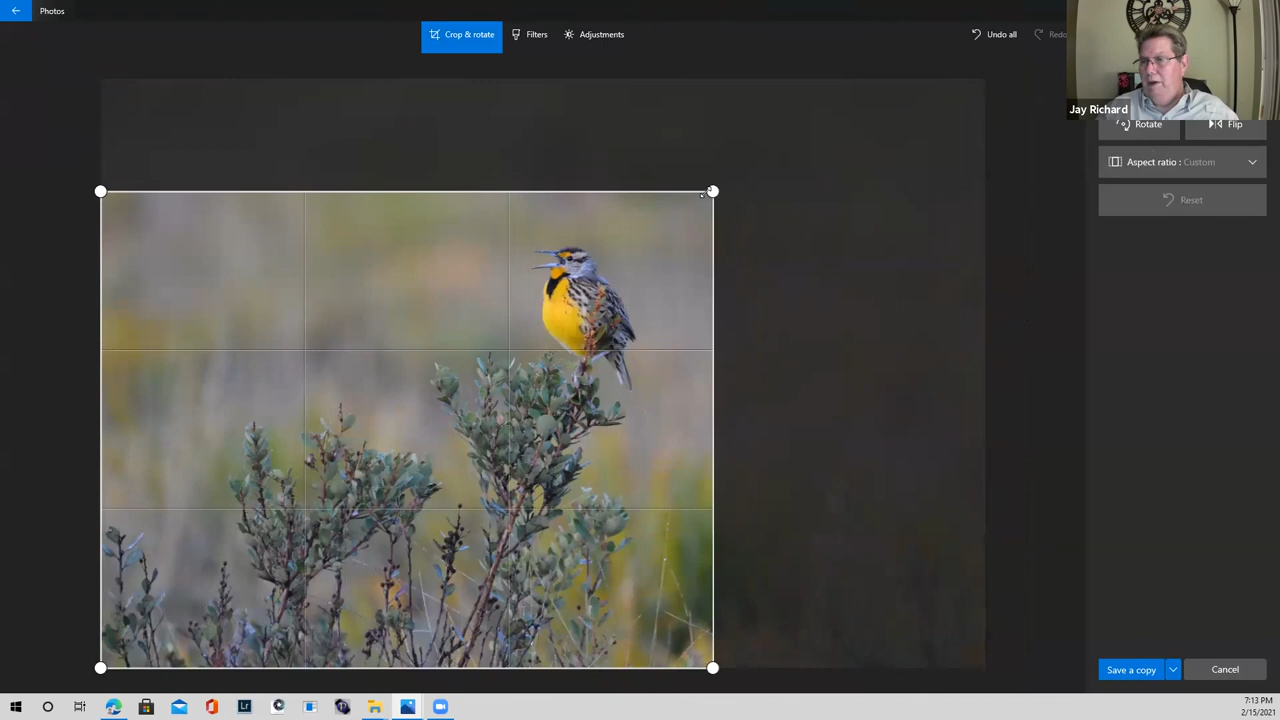 Photos
Crop & rotate
Filters
Adjustments
Undo all
Redo
Jay Richard
Rotate
Flip
Aspect ratio : Custom
Reset
Save a copy
Cancel
Lr
7:13 PM
2/15/2021